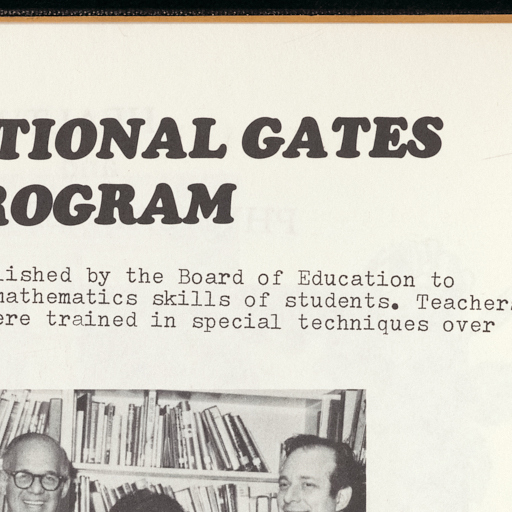 TIONAL GATES
ROGRAM
lished by the Board of Education to
mathematics skills of students. Teachers
ere trained in special techniques over